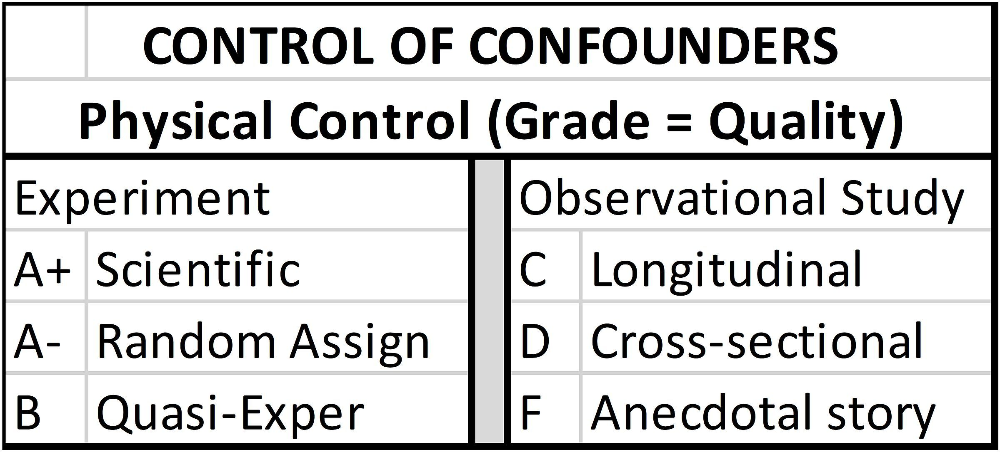 CONTROL OF CONFOUNDERS
Physical Control (Grade = Quality)
Experiment Observational Study
A+ Scientific C Longitudinal
A- Random Assign D Cross-sectional
B Quasi-Exper F Anecdotal story